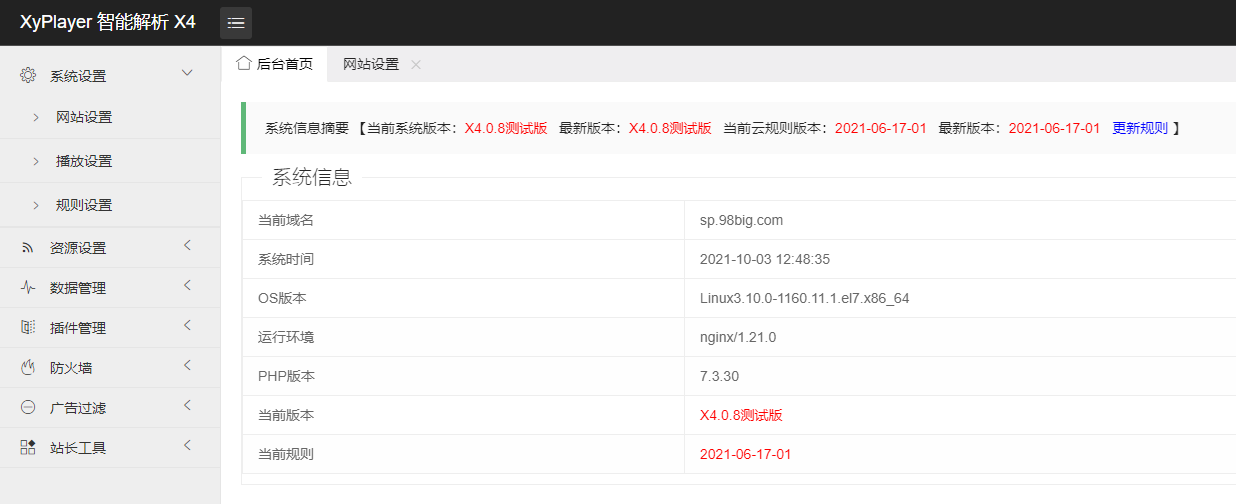 XyPlayer 智能解析 X4
后台首页 网站设置
系统设置
网站设置
播放设置
规则设置
资源设置
数据管理
插件管理
防火墙
广告过滤
站长工具
系统信息摘要 【当前系统版本：X4.0.8测试版 最新版本：X4.0.8测试版 当前云规则版本：2021-06-17-01 最新版本：2021-06-17-01 更新规则 】
系统信息
当前域名 sp.98big.com
系统时间 2021-10-03 12:48:35
OS版本 Linux3.10.0-1160.11.1.el7.x86_64
运行环境 nginx/1.21.0
PHP版本 7.3.30
当前版本 X4.0.8测试版
当前规则 2021-06-17-01